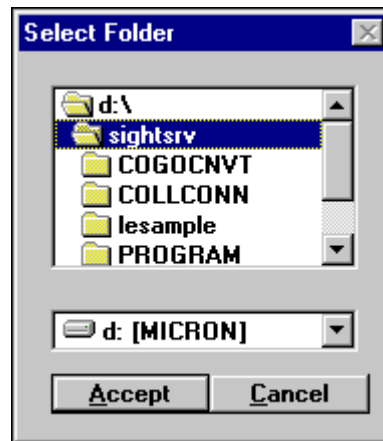 Select Folder
d:\
sightsrv
COGOCNVT
COLLCONN
lesample
PROGRAM
d: [MICRON]
Accept Cancel